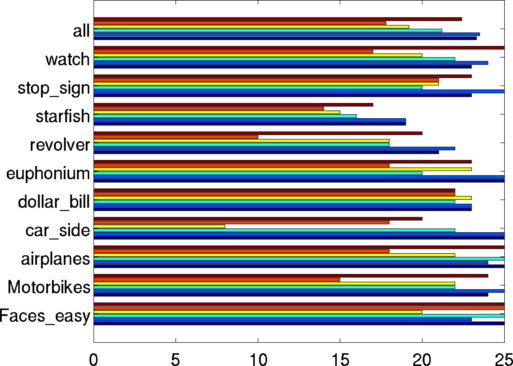 all
watch
stop_sign
starfish
revolver
euphonium
dollar_bill
car_side
airplanes
Motorbikes
Faces_easy
0 5 10 15 20 25